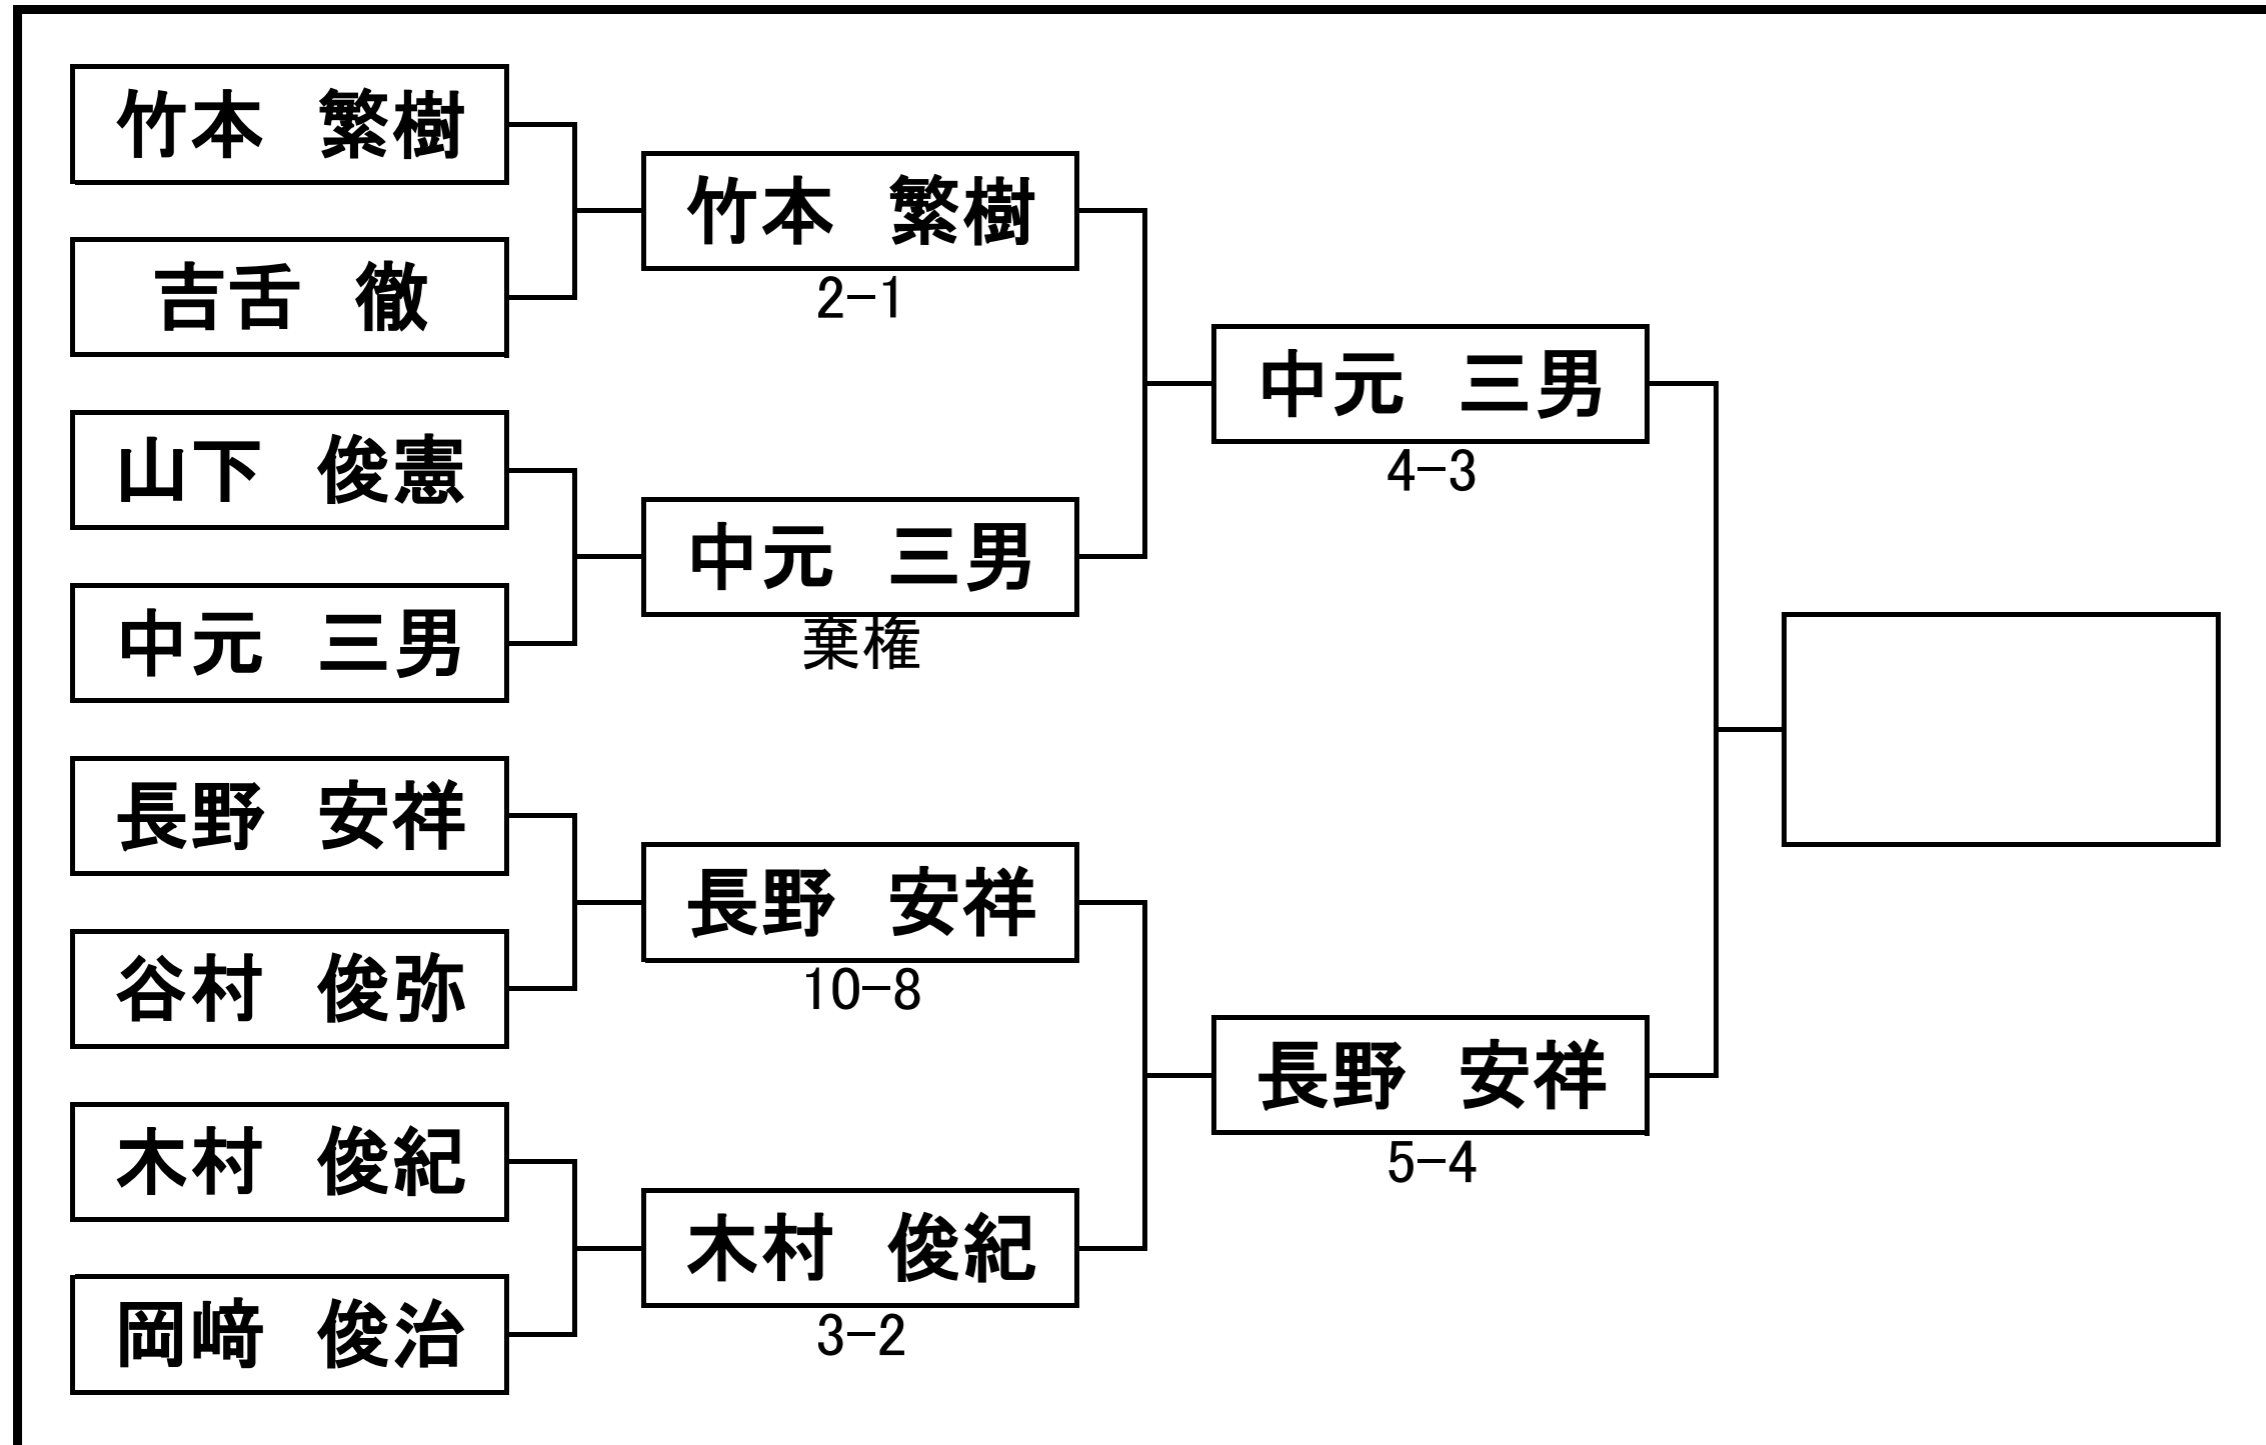 竹本 繁樹
吉舌 徹
山下 俊憲
中元 三男
長野 安祥
谷村 俊弥
木村 俊紀
岡﨑 俊治
竹本 繁樹
2-1
中元 三男
棄権
長野 安祥
10-8
木村 俊紀
3-2
中元 三男
4-3
長野 安祥
5-4